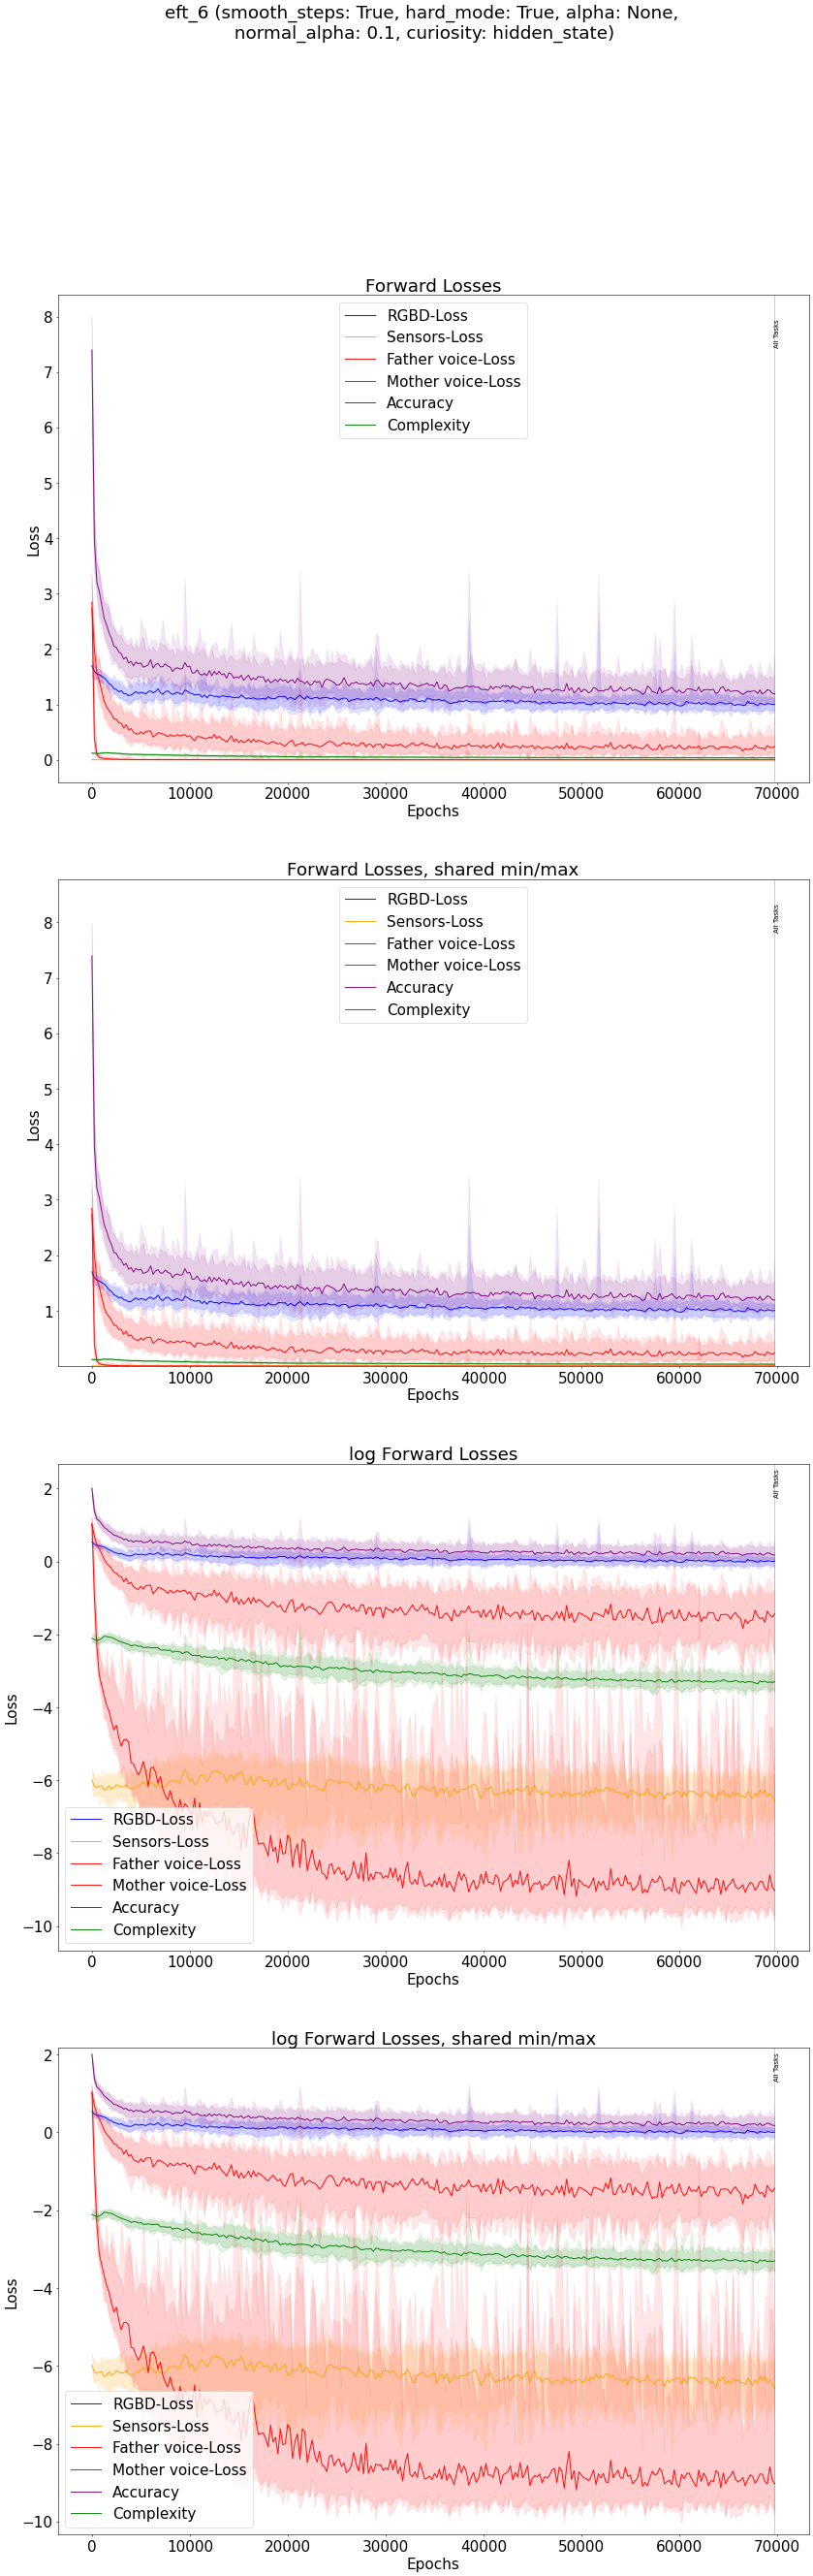 eft_6 (smooth_steps: True, hard_mode: True, alpha: None,
normal_alpha: 0.1, curiosity: hidden_state)
Forward Losses
RGBD-Loss
Sensors-Loss
Father voice-Loss
Mother voice-Loss
Accuracy
Complexity
All Tasks
8
7
6
5
4
3
2
1
0
Loss
0 10000 20000 30000 40000 50000 60000 70000
Epochs
Forward Losses, shared min/max
RGBD-Loss
Sensors-Loss
Father voice-Loss
Mother voice-Loss
Accuracy
Complexity
All Tasks
8
7
6
5
4
3
2
1
Loss
0 10000 20000 30000 40000 50000 60000 70000
Epochs
log Forward Losses
All Tasks
2
0
−2
−4
−6
−8
−10
Loss
RGBD-Loss
Sensors-Loss
Father voice-Loss
Mother voice-Loss
Accuracy
Complexity
0 10000 20000 30000 40000 50000 60000 70000
Epochs
log Forward Losses, shared min/max
All Tasks
2
0
−2
−4
−6
−8
−10
Loss
RGBD-Loss
Sensors-Loss
Father voice-Loss
Mother voice-Loss
Accuracy
Complexity
0 10000 20000 30000 40000 50000 60000 70000
Epochs